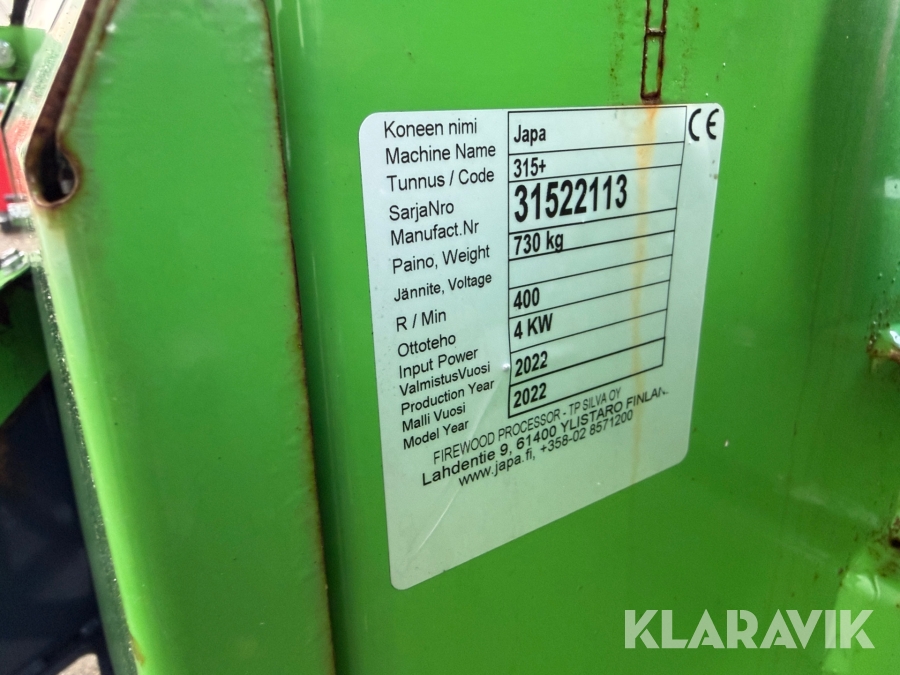 Koneen nimi
Machine Name Japa CE
Tunnus / Code 315+
SarjaNro
Manufact.Nr 31522113
Paino, Weight 730 kg
Jännite, Voltage
R / Min 400
Ottoteho
Input Power 4 KW
ValmistusVuosi
Production Year 2022
Malli Vuosi
Model Year 2022
FIREWOOD PROCESSOR - TP SILVA OY
Lahdentie 9, 61400 YLISTARO FINLAN.
www.japa.fi, +358-02 8571200
KLARAVIK